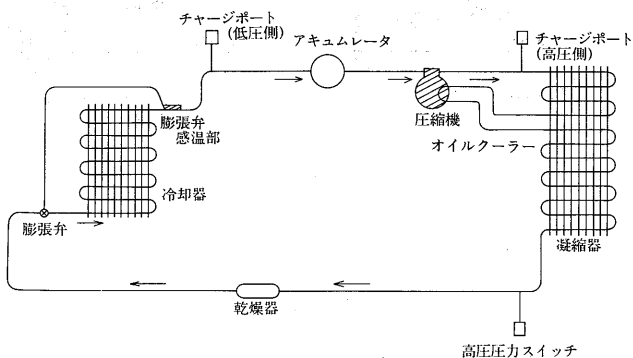 チャージポート
(低圧側)
アキュムレータ
チャージポート
(高圧側)
膨張弁
感温部
圧縮機
オイルクーラー
冷却器
膨張弁
凝縮器
乾燥器
高圧圧力スイッチ